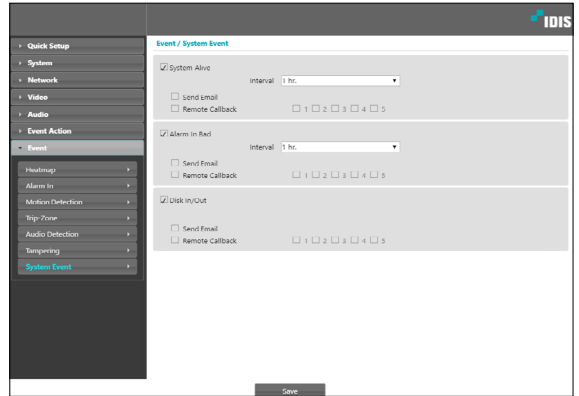 IDIS
Quick Setup
System
Network
Video
Audio
Event Action
Event
Heatmap
Alarm In
Motion Detection
Trip-Zone
Audio Detection
Tampering
System Event
Event / System Event
System Alive
Interval 1 hr.
Send Email
Remote Callback 1 2 3 4 5
Alarm In Bad
Interval 1 hr.
Send Email
Remote Callback 1 2 3 4 5
Disk In/Out
Send Email
Remote Callback 1 2 3 4 5
Save